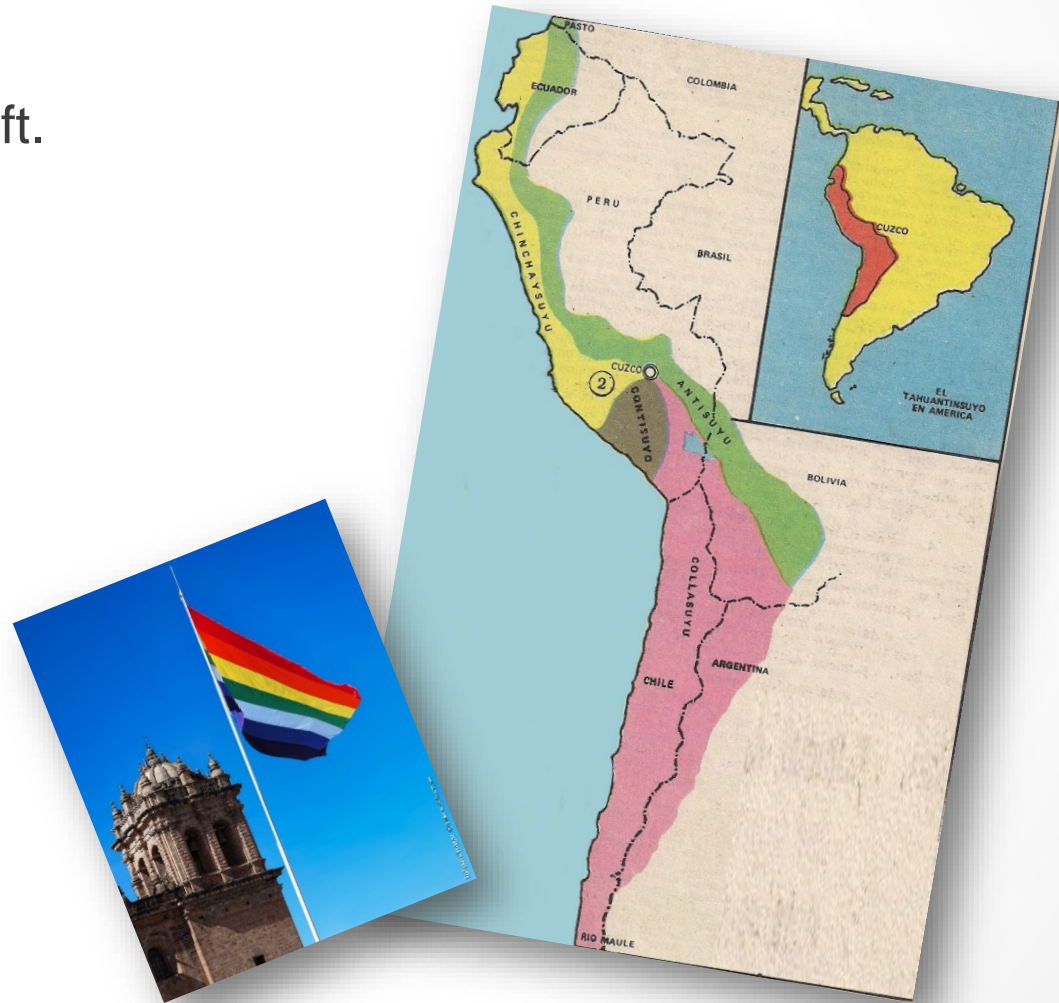 ft.
PASTO
COLOMBIA
ECUADOR
PERU
BRASIL
CHINCHAYSUYU
CUZCO
2
ANTISUYU
CONTISUYO
BOLIVIA
COLLASUYU
ARGENTINA
CHILE
RIO MAULE
CUZCO
EL
TAHUANTINSUYO
EN AMERICA